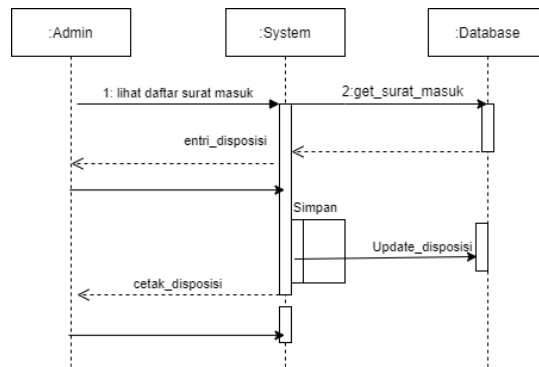 :Admin
:System
:Database
1: lihat daftar surat masuk
2:get_surat_masuk
entri_disposisi
Simpan
Update_disposisi
cetak_disposisi